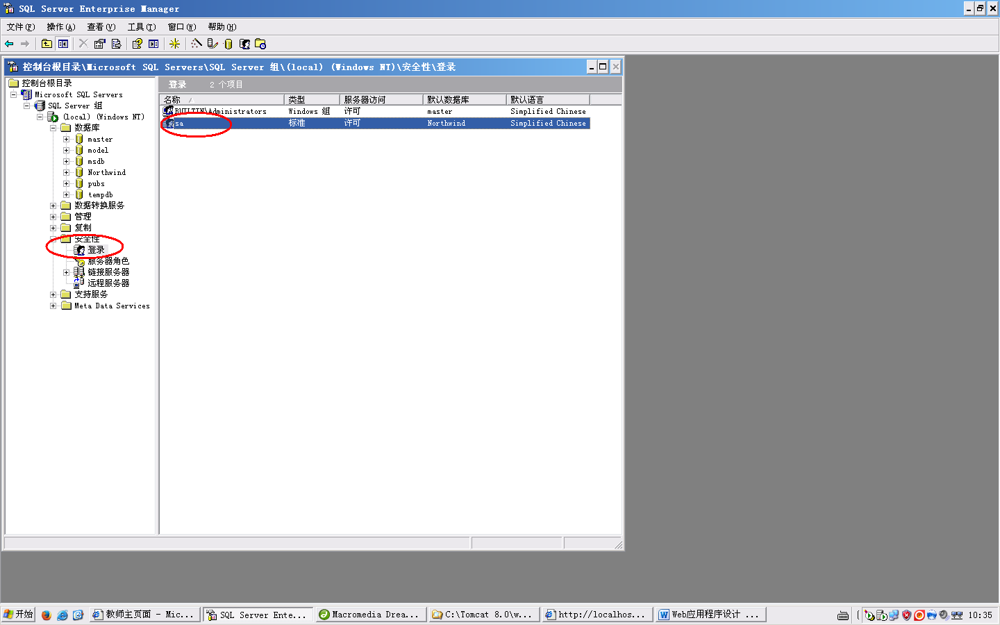 SQL Server Enterprise Manager
文件(F) 操作(A) 查看(V) 工具(T) 窗口(W) 帮助(H)
控制台根目录\Microsoft SQL Servers\SQL Server 组\(local) (Windows NT)\安全性\登录
控制台根目录
Microsoft SQL Servers
SQL Server 组
(local) (Windows NT)
数据库
master
model
msdb
Northwind
pubs
tempdb
数据转换服务
管理
复制
安全性
登录
服务器角色
链接服务器
远程服务器
支持服务
Meta Data Services
登录 2 个项目
名称 类型 服务器访问 默认数据库 默认语言
BUILTIN\Administrators Windows 组 许可 master Simplified Chinese
sa 标准 许可 Northwind Simplified Chinese
开始 教师主页面 - Mic... SQL Server Ente... Macromedia Drea... C:\Tomcat 8.0\w... http://localhos... Web应用程序设计 ... 10:35